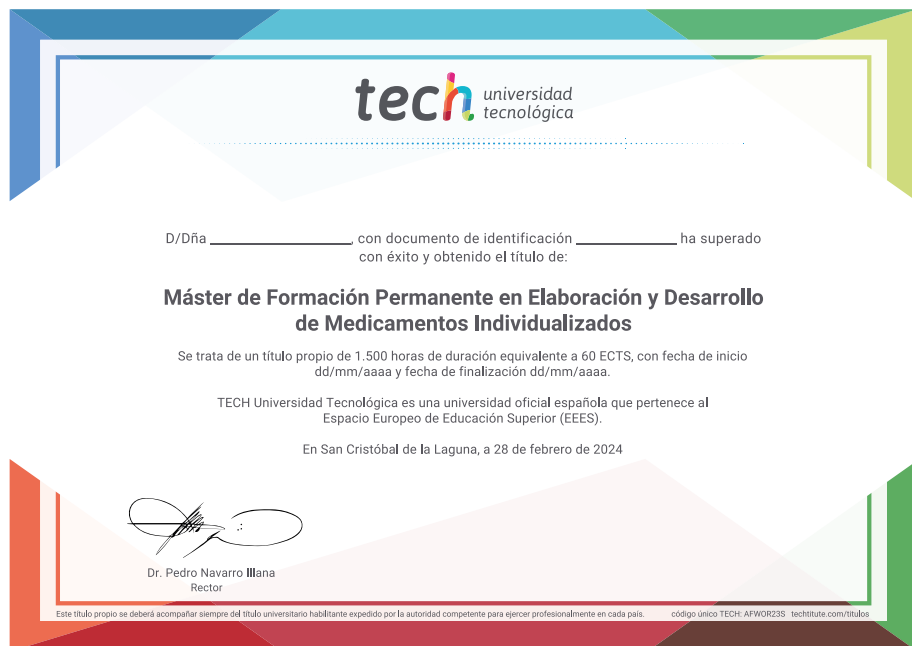 tech universidad
tecnológica
D/Dña ________________, con documento de identificación ____________ ha superado
con éxito y obtenido el título de:
Máster de Formación Permanente en Elaboración y Desarrollo
de Medicamentos Individualizados
Se trata de un título propio de 1.500 horas de duración equivalente a 60 ECTS, con fecha de inicio
dd/mm/aaaa y fecha de finalización dd/mm/aaaa.
TECH Universidad Tecnológica es una universidad oficial española que pertenece al
Espacio Europeo de Educación Superior (EEES).
En San Cristóbal de la Laguna, a 28 de febrero de 2024
Dr. Pedro Navarro Illana
Rector
Este título propio se deberá acompañar siempre del título universitario habilitante expedido por la autoridad competente para ejercer profesionalmente en cada país. código único TECH: AFWOR23S techtitute.com/titulos